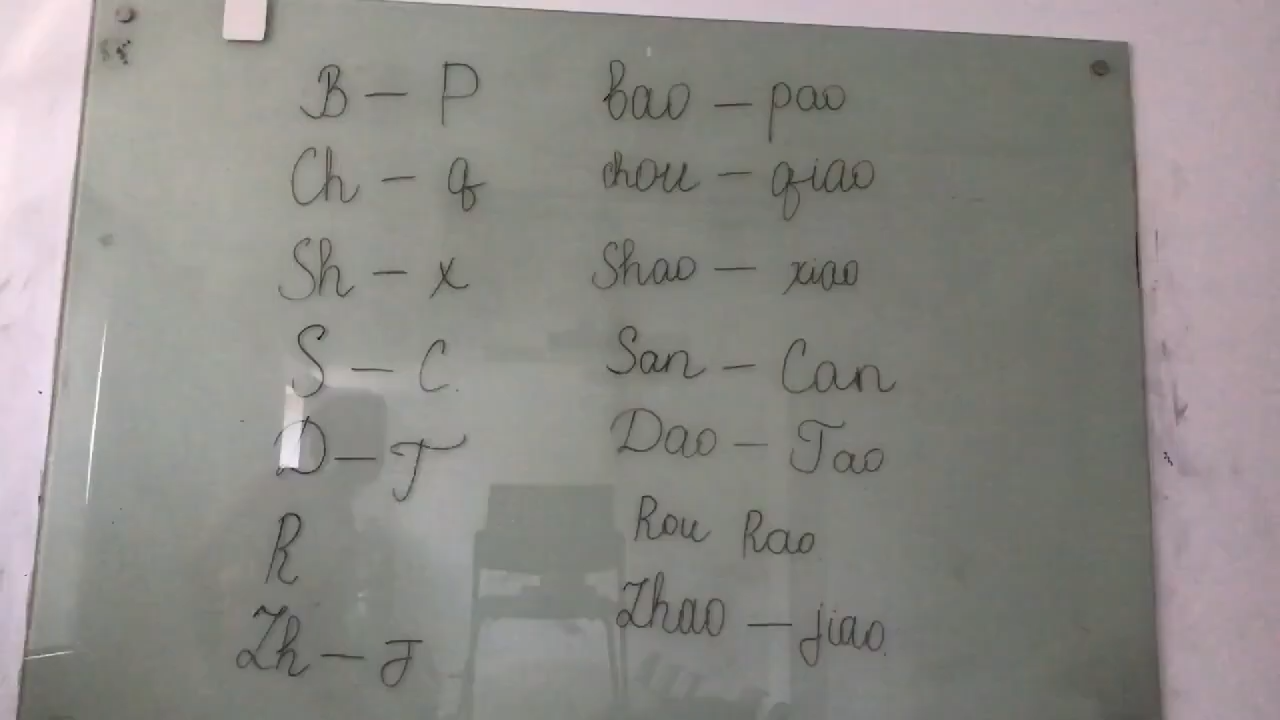 B - P bao - pao
Ch - q chou - qiao
Sh - x Shao - xiao
S - C. San - Can
D - T Dao - Tao
R Rou Rao
Zh - J Zhao - jiao.